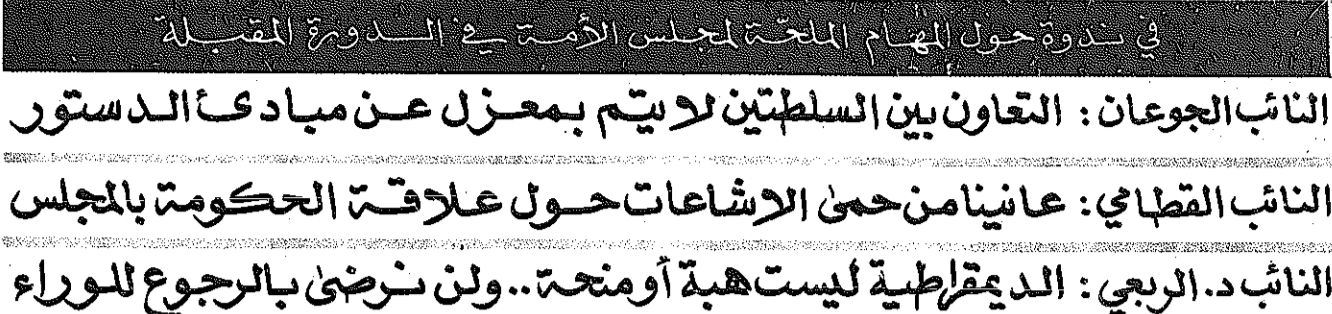 في ندوة حول المهام الملحّة لمجلس الأمة في الدورة المقبلة
النائب الجوعان : التعاون بين السلطتين لا يتم بمعزل عن مبادئ الدستور
النائب القطامي : عانينا من حمى الاشاعات حول علاقة الحكومة بالمجلس
النائب د. الربعي : الديمقراطية ليست هبة أو منحة .. ولن نرضى بالرجوع للوراء